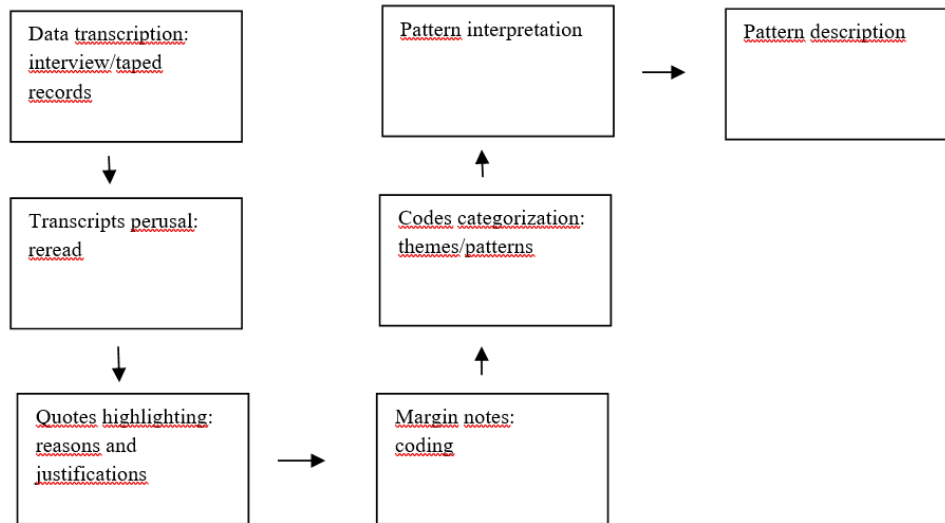 Data transcription:
interview/taped
records
Transcripts perusal:
reread
Quotes highlighting:
reasons and
justifications
Margin notes:
coding
Codes categorization:
themes/patterns
Pattern interpretation
Pattern description